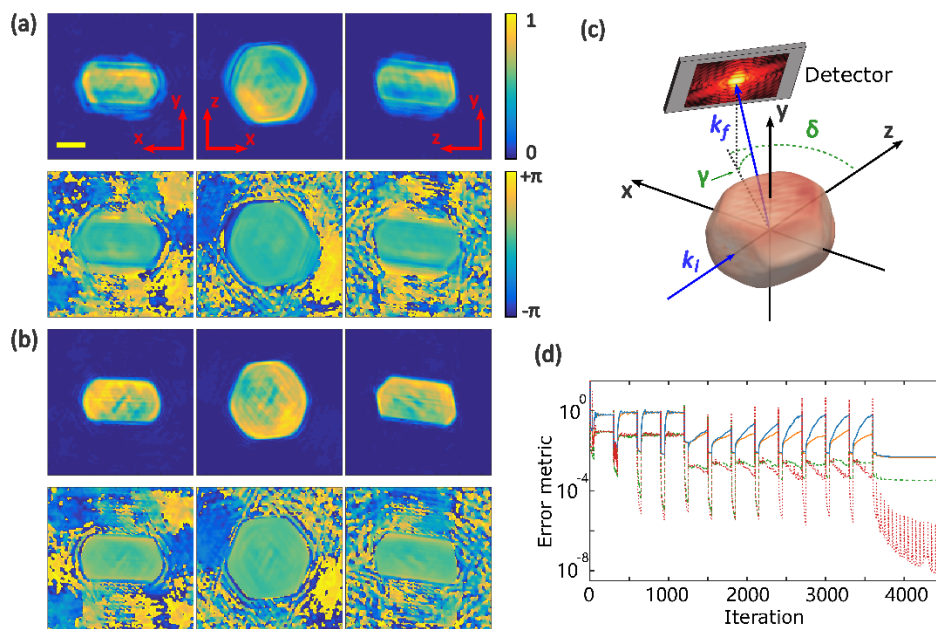 (a)
1
0
y
x
z
x
y
z
+π
-π
(b)
(c)
Detector
y
z
x
k_f
δ
γ
k_i
(d)
Error metric
10^0
10^-4
10^-8
0
1000
2000
3000
4000
Iteration